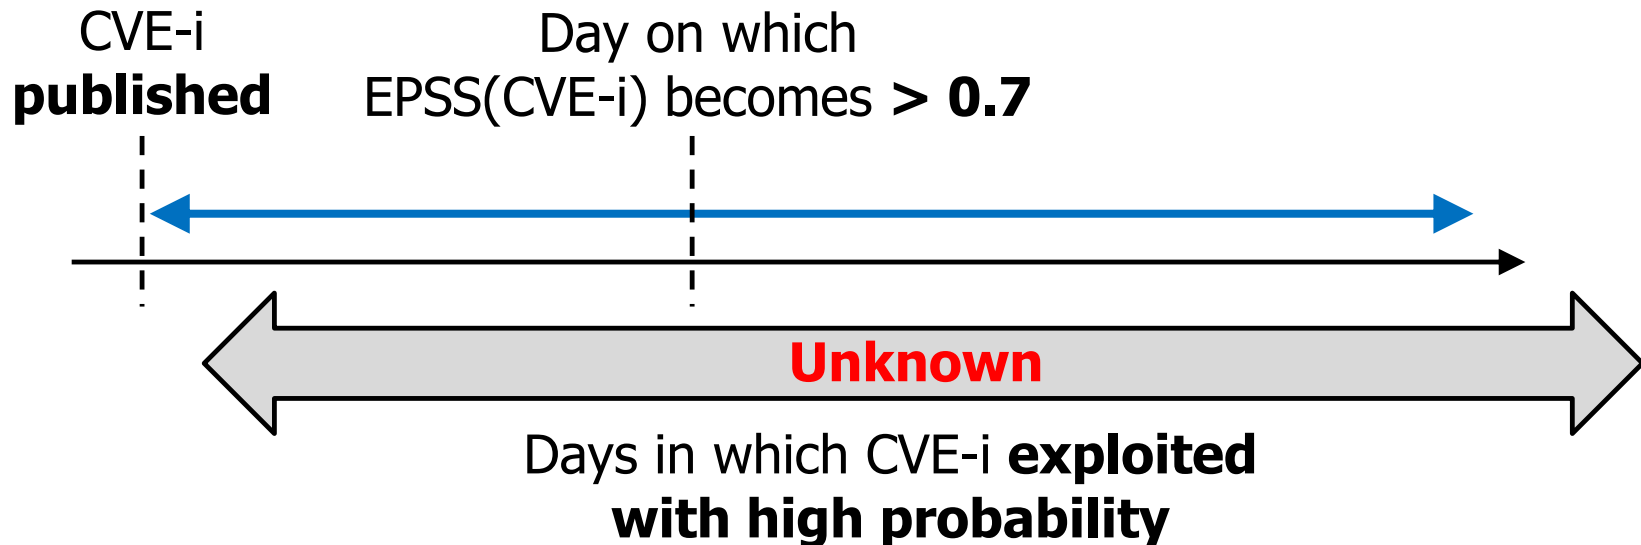 CVE-i
published
Day on which
EPSS(CVE-i) becomes > 0.7
Unknown
Days in which CVE-i exploited
with high probability